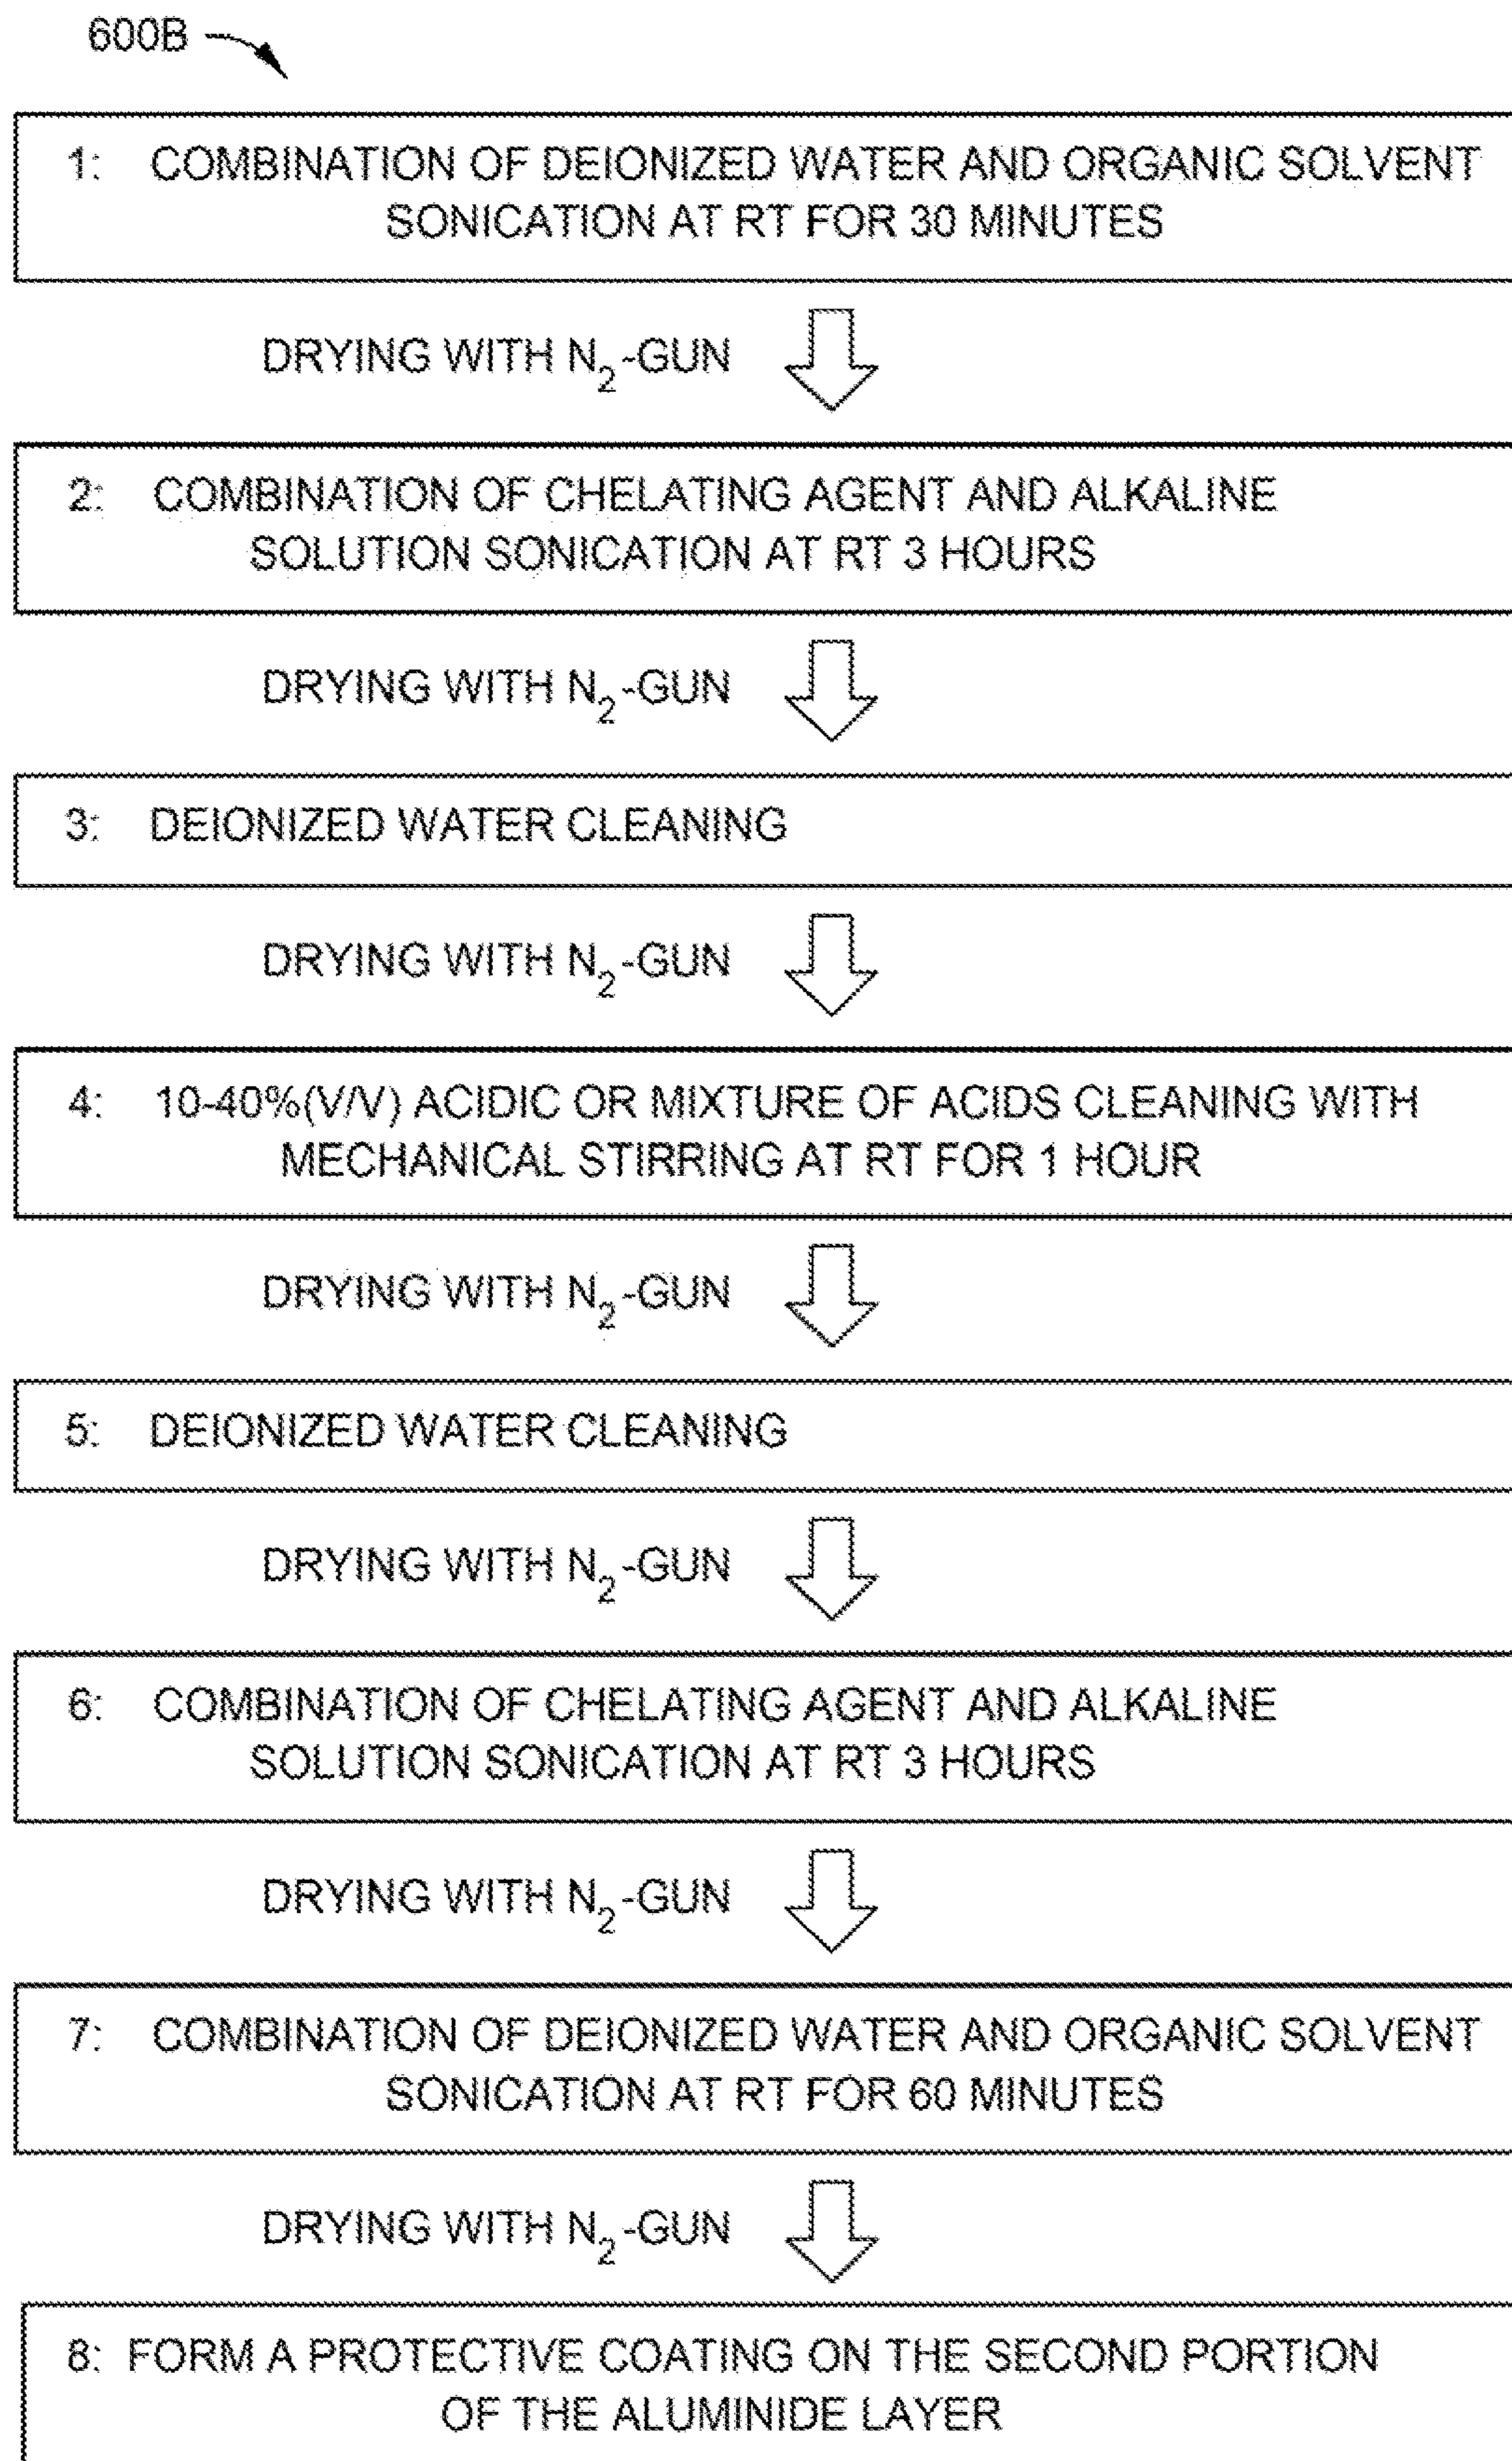 600B
1: COMBINATION OF DEIONIZED WATER AND ORGANIC SOLVENT
SONICATION AT RT FOR 30 MINUTES
DRYING WITH N2-GUN
2: COMBINATION OF CHELATING AGENT AND ALKALINE
SOLUTION SONICATION AT RT 3 HOURS
DRYING WITH N2-GUN
3: DEIONIZED WATER CLEANING
DRYING WITH N2-GUN
4: 10-40%(V/V) ACIDIC OR MIXTURE OF ACIDS CLEANING WITH
MECHANICAL STIRRING AT RT FOR 1 HOUR
DRYING WITH N2-GUN
5: DEIONIZED WATER CLEANING
DRYING WITH N2-GUN
6: COMBINATION OF CHELATING AGENT AND ALKALINE
SOLUTION SONICATION AT RT 3 HOURS
DRYING WITH N2-GUN
7: COMBINATION OF DEIONIZED WATER AND ORGANIC SOLVENT
SONICATION AT RT FOR 60 MINUTES
DRYING WITH N2-GUN
8: FORM A PROTECTIVE COATING ON THE SECOND PORTION
OF THE ALUMINIDE LAYER